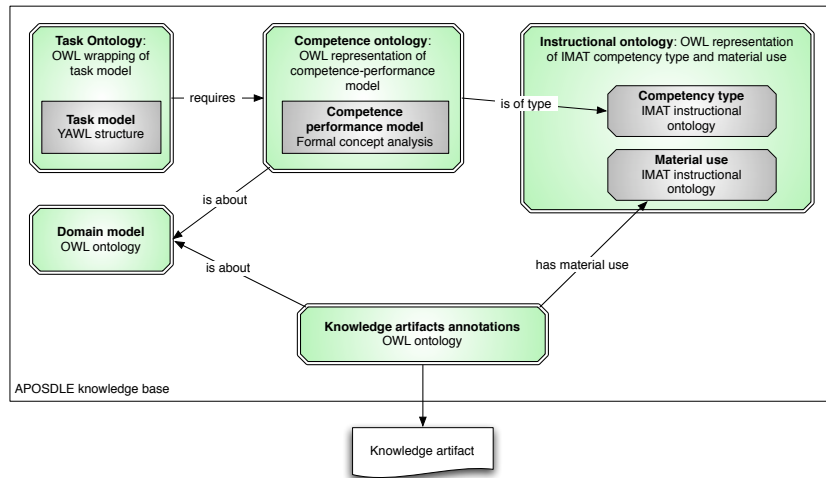 Task Ontology:
OWL wrapping of
task model
Task model
YAWL structure
requires
Competence ontology:
OWL representation of
competence-performance
model
Competence
performance model
Formal concept analysis
is of type
Instructional ontology: OWL representation
of IMAT competency type and material use
Competency type
IMAT instructional
ontology
Material use
IMAT instructional
ontology
is about
Domain model
OWL ontology
is about
has material use
Knowledge artifacts annotations
OWL ontology
APOSDLE knowledge base
Knowledge artifact